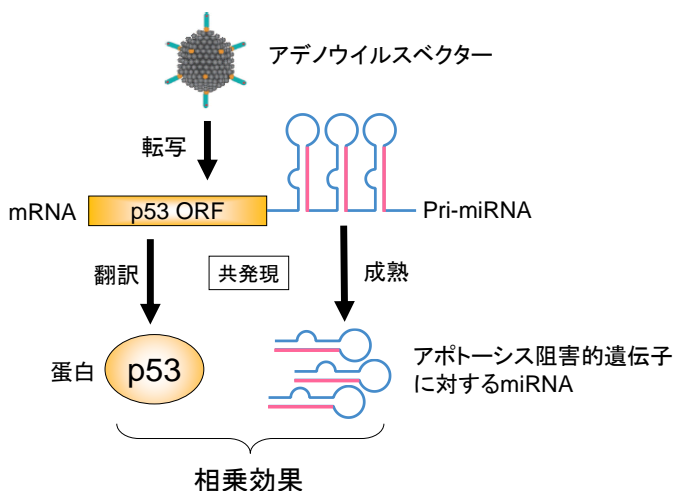 アデノウイルスベクター
転写
mRNA
p53 ORF
Pri-miRNA
翻訳
共発現
成熟
蛋白
p53
アポトーシス阻害的遺伝子
に対するmiRNA
相乗効果